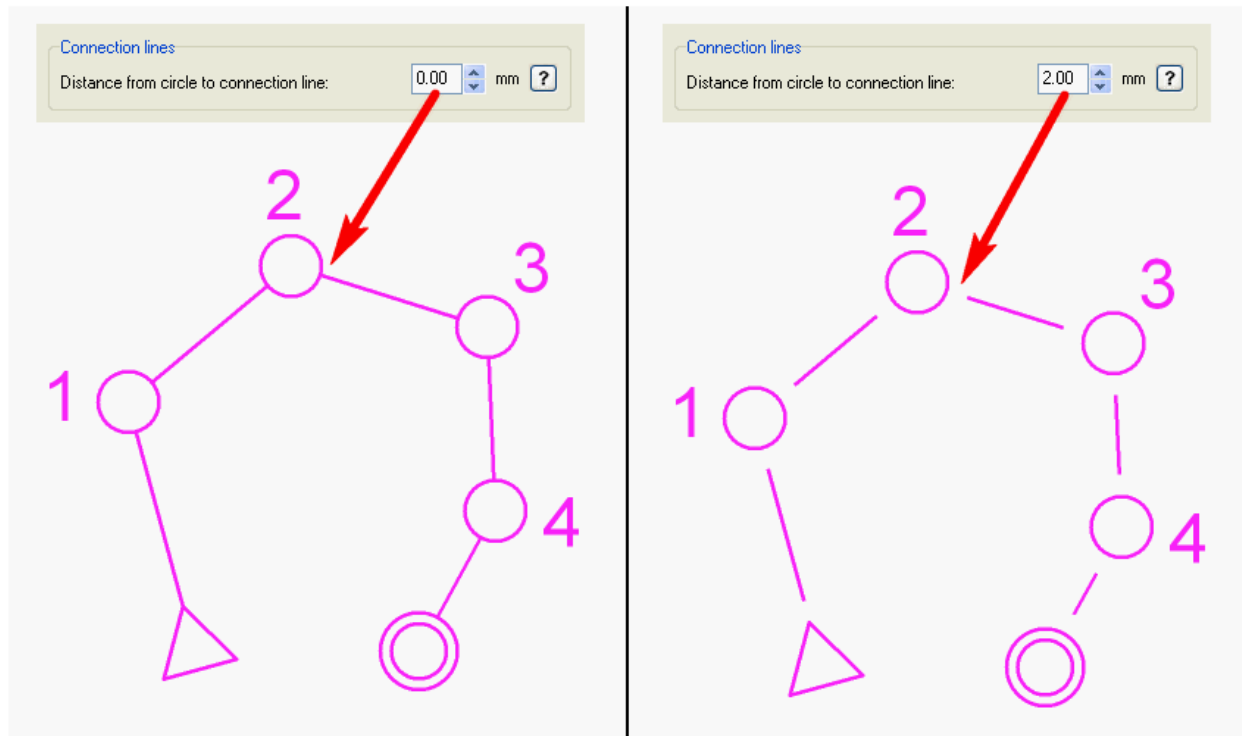 Connection lines
Distance from circle to connection line: 0.00 mm ?
2
3
1
4
Connection lines
Distance from circle to connection line: 2.00 mm ?
2
3
1
4